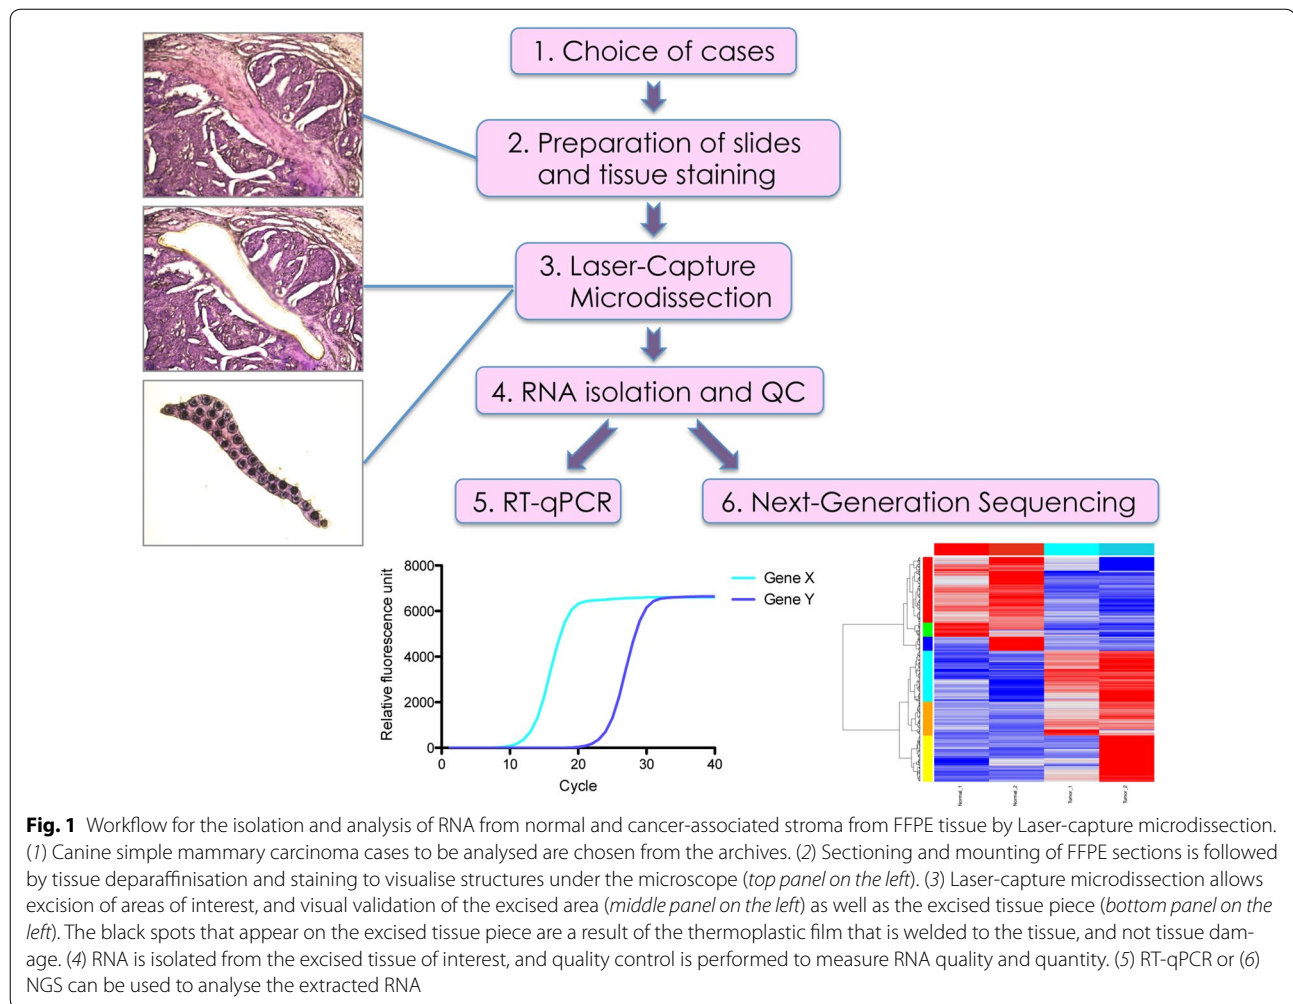 1. Choice of cases
2. Preparation of slides
and tissue staining
3. Laser-Capture
Microdissection
4. RNA isolation and QC
5. RT-qPCR
6. Next-Generation Sequencing
Relative fluorescence unit
8000
6000
4000
2000
0
0
10
20
30
40
Cycle
Gene X
Gene Y
Normal_1
Normal_2
Tumor_1
Tumor_2
Fig. 1 Workflow for the isolation and analysis of RNA from normal and cancer-associated stroma from FFPE tissue by Laser-capture microdissection.
(1) Canine simple mammary carcinoma cases to be analysed are chosen from the archives. (2) Sectioning and mounting of FFPE sections is followed
by tissue deparaffinisation and staining to visualise structures under the microscope (top panel on the left). (3) Laser-capture microdissection allows
excision of areas of interest, and visual validation of the excised area (middle panel on the left) as well as the excised tissue piece (bottom panel on the
left). The black spots that appear on the excised tissue piece are a result of the thermoplastic film that is welded to the tissue, and not tissue dam-
age. (4) RNA is isolated from the excised tissue of interest, and quality control is performed to measure RNA quality and quantity. (5) RT-qPCR or (6)
NGS can be used to analyse the extracted RNA